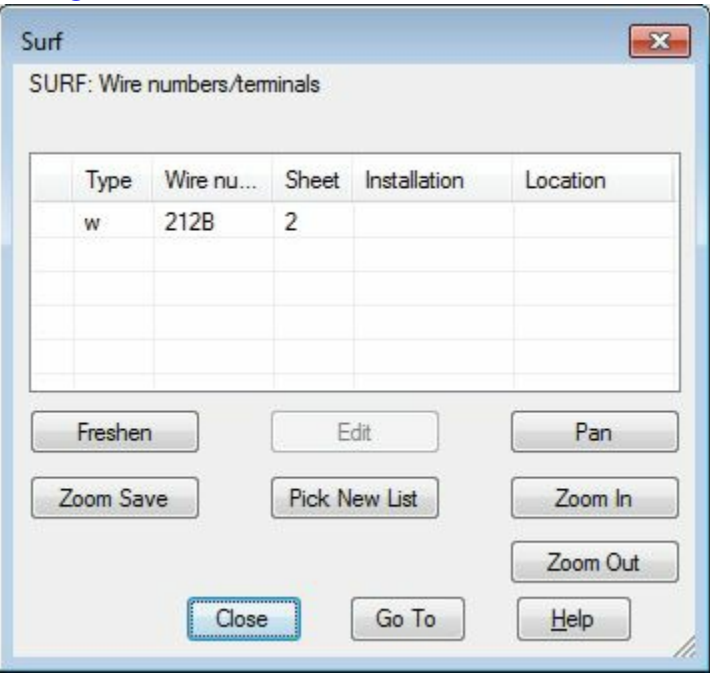 Surf
SURF: Wire numbers/terminals
Type Wire nu... Sheet Installation Location
w 212B 2
Freshen Edit Pan
Zoom Save Pick New List Zoom In
Zoom Out
Close Go To Help